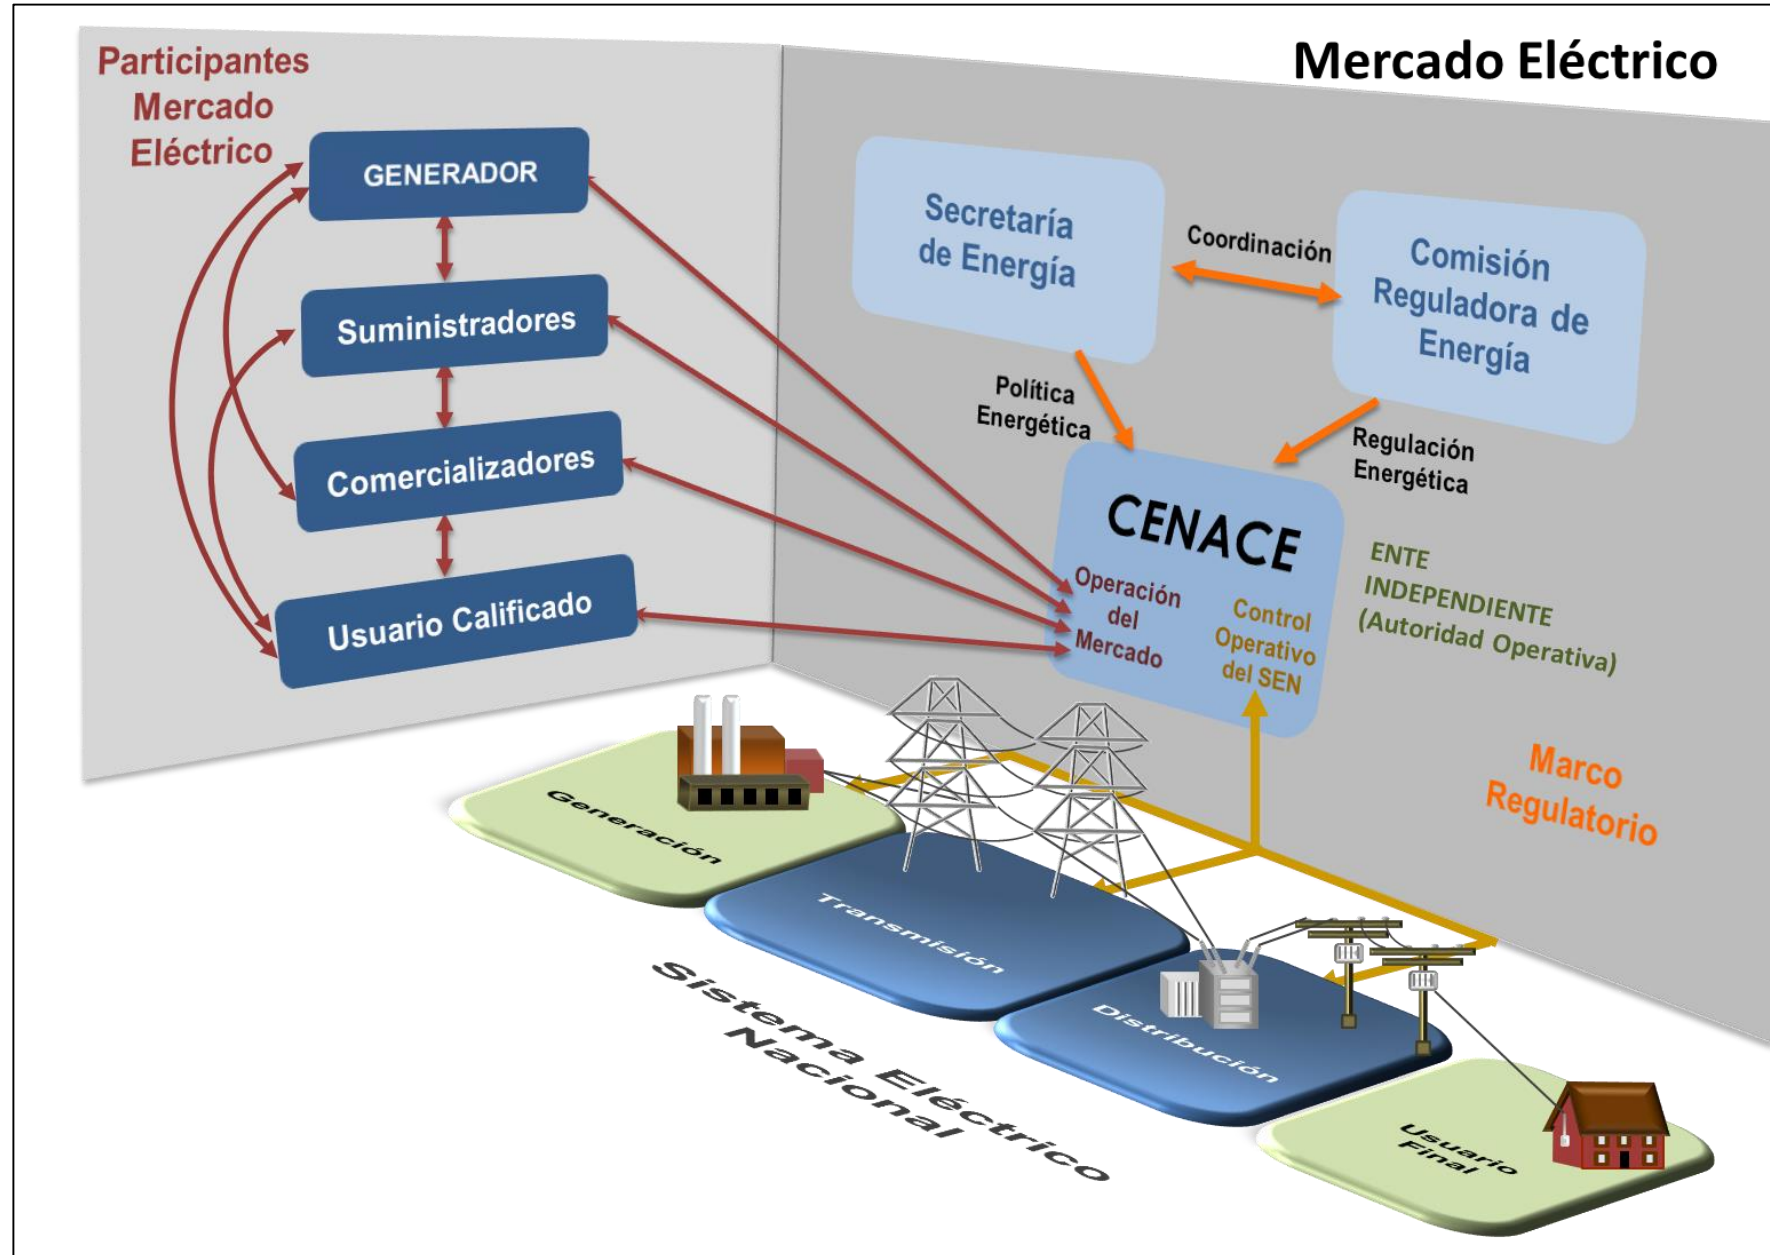 Mercado Eléctrico
Participantes
Mercado
Eléctrico
GENERADOR
Suministradores
Comercializadores
Usuario Calificado
Secretaría
de Energía
Coordinación
Comisión
Reguladora de
Energía
Política
Energética
Regulación
Energética
CENACE
Operación
del
Mercado
Control
Operativo
del SEN
ENTE
INDEPENDIENTE
(Autoridad Operativa)
Marco
Regulatorio
Generación
Transmisión
Distribución
Usuario
Final
Sistema Eléctrico
Nacional